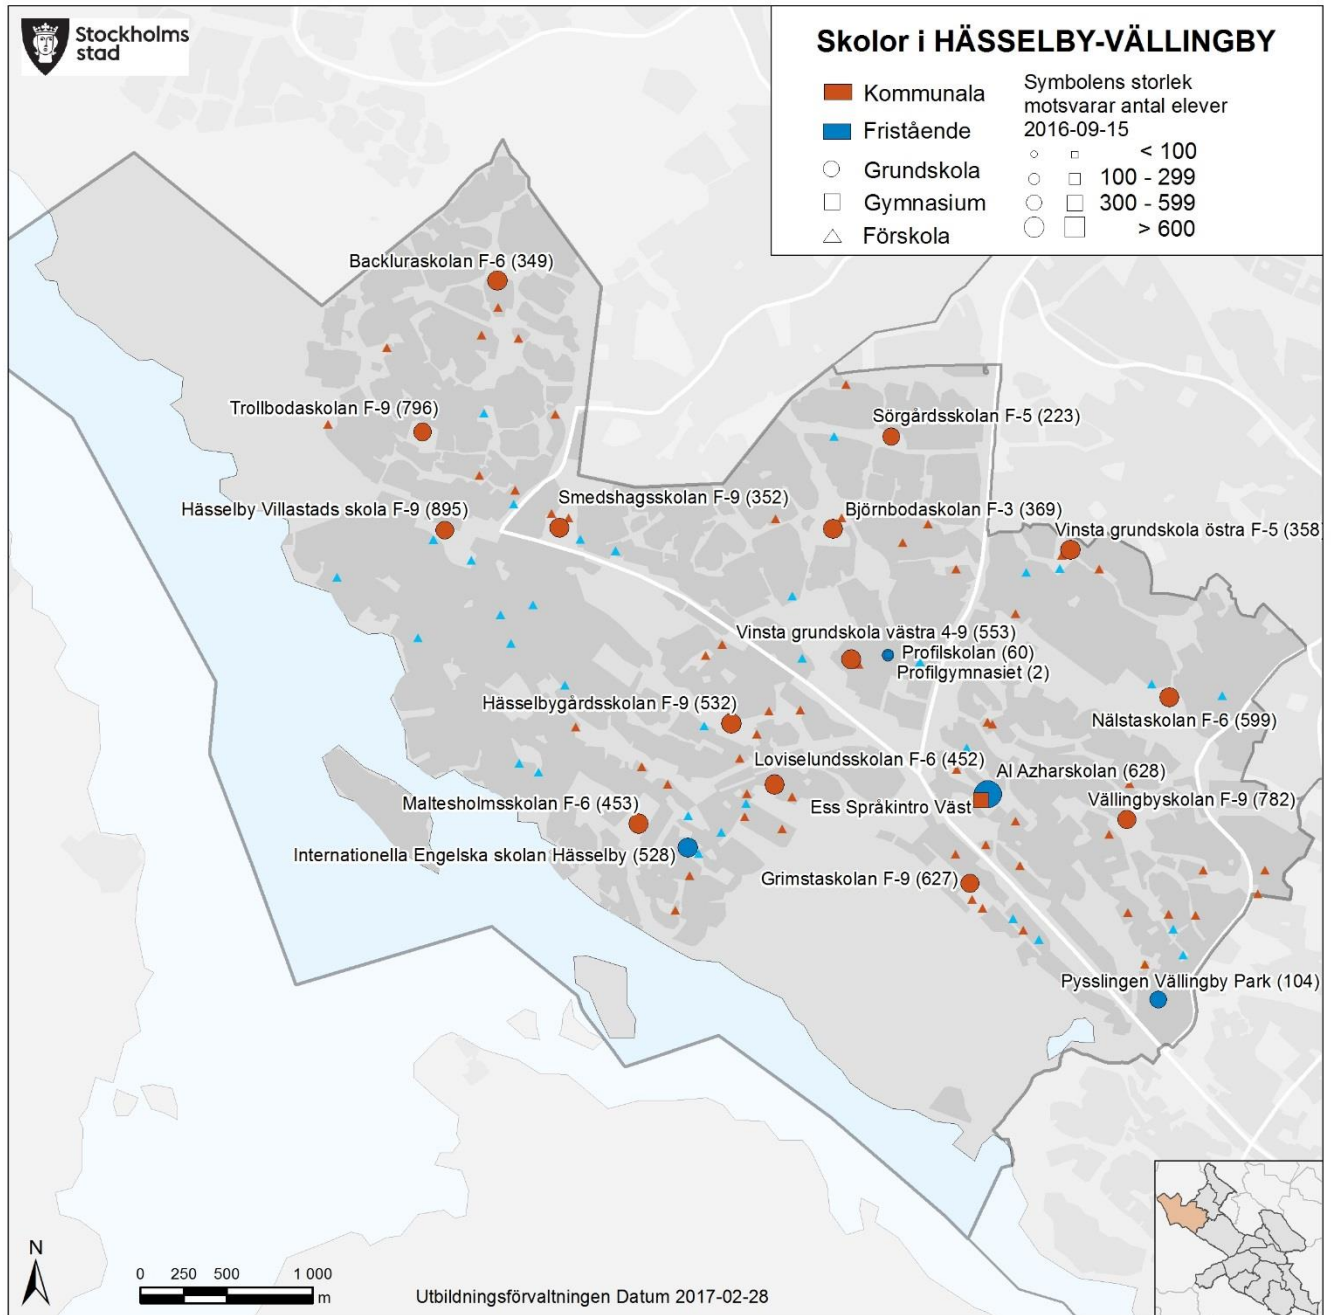 Stockholms
stad
Skolor i HÄSSELBY-VÄLLINGBY
Kommunala
Fristående
Grundskola
Gymnasium
Förskola
Symbolens storlek
motsvarar antal elever
2016-09-15
< 100
100 - 299
300 - 599
> 600
Backluraskolan F-6 (349)
Trollbodaskolan F-9 (796)
Sörgårdsskolan F-5 (223)
Hässelby Villastads skola F-9 (895)
Smedshagsskolan F-9 (352)
Björnbodaskolan F-3 (369)
Vinsta grundskola östra F-5 (358)
Vinsta grundskola västra 4-9 (553)
Profilskolan (60)
Profilgymnasiet (2)
Hässelbygårdsskolan F-9 (532)
Nälstaskolan F-6 (599)
Loviselundsskolan F-6 (452)
Al Azharskolan (628)
Maltesholmsskolan F-6 (453)
Ess Språkintro Väst
Vällingbyskolan F-9 (782)
Internationella Engelska skolan Hässelby (528)
Grimstaskolan F-9 (627)
Pysslingen Vällingby Park (104)
N
0 250 500 1 000
m
Utbildningsförvaltningen Datum 2017-02-28